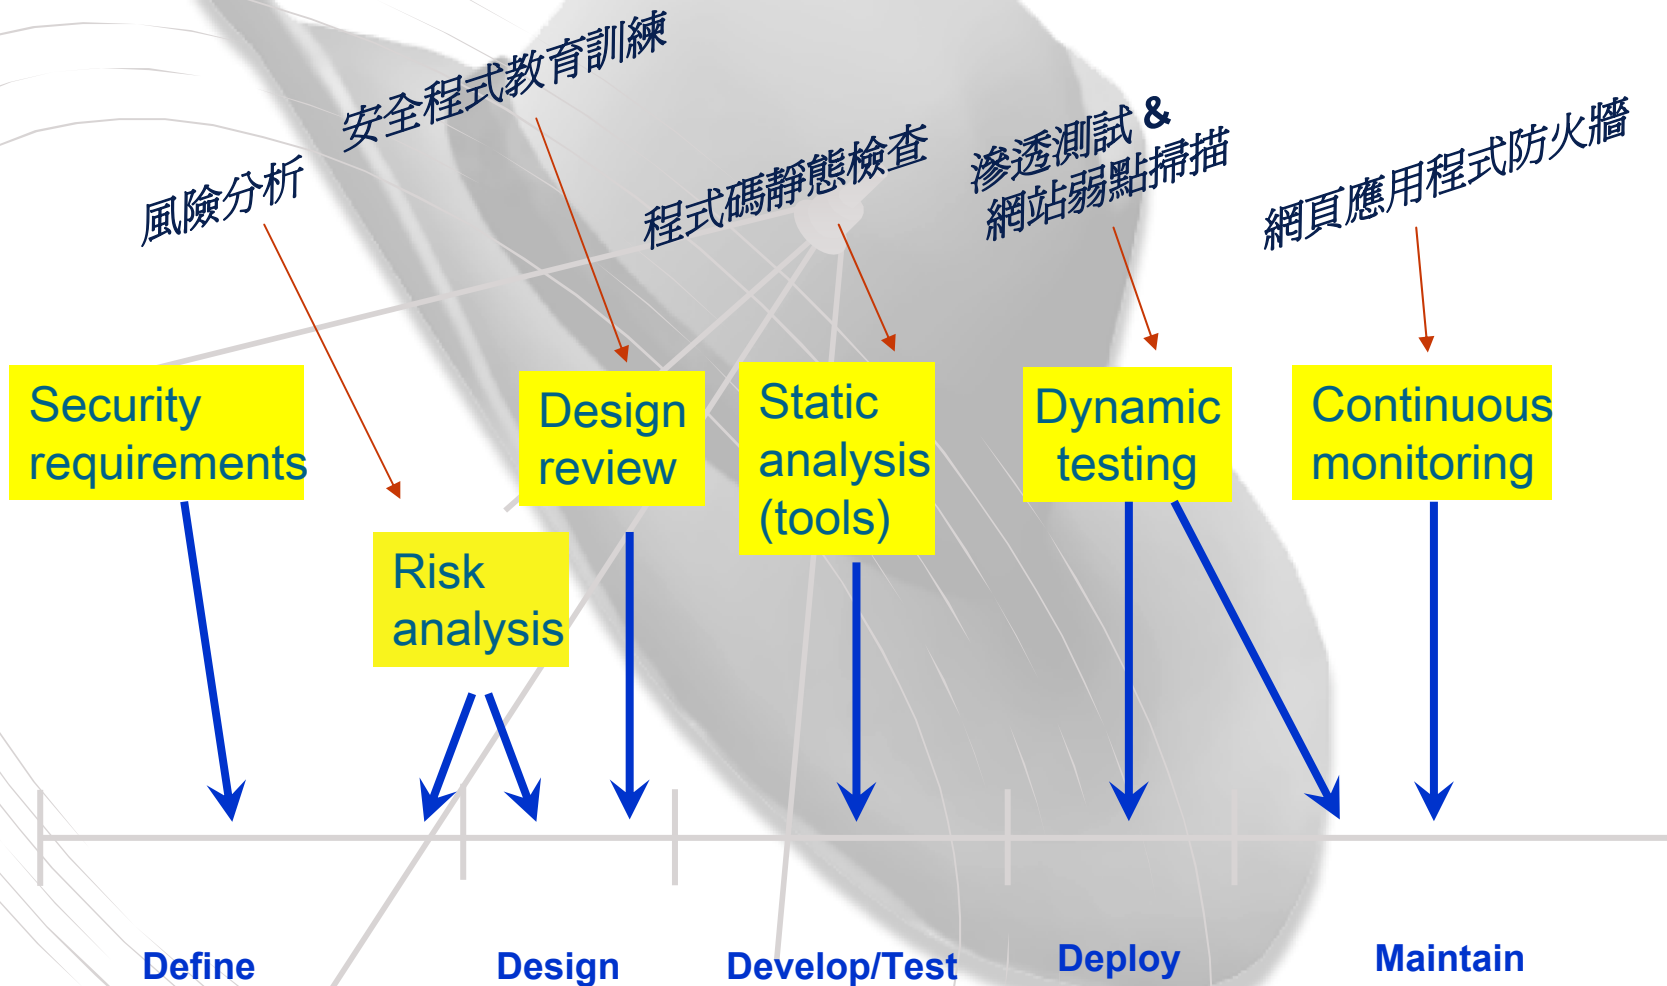 安全程式教育訓練
風險分析
程式碼靜態檢查
滲透測試 &
網站弱點掃描
網頁應用程式防火牆
Security
requirements
Risk
analysis
Design
review
Static
analysis
(tools)
Dynamic
testing
Continuous
monitoring
Define
Design
Develop/Test
Deploy
Maintain